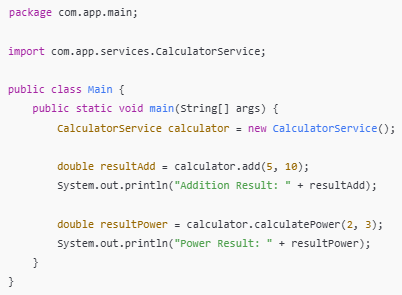 package com.app.main;
import com.app.services.CalculatorService;
public class Main {
public static void main(String[] args) {
CalculatorService calculator = new CalculatorService();
double resultAdd = calculator.add(5, 10);
System.out.println("Addition Result: " + resultAdd);
double resultPower = calculator.calculatePower(2, 3);
System.out.println("Power Result: " + resultPower);
}
}